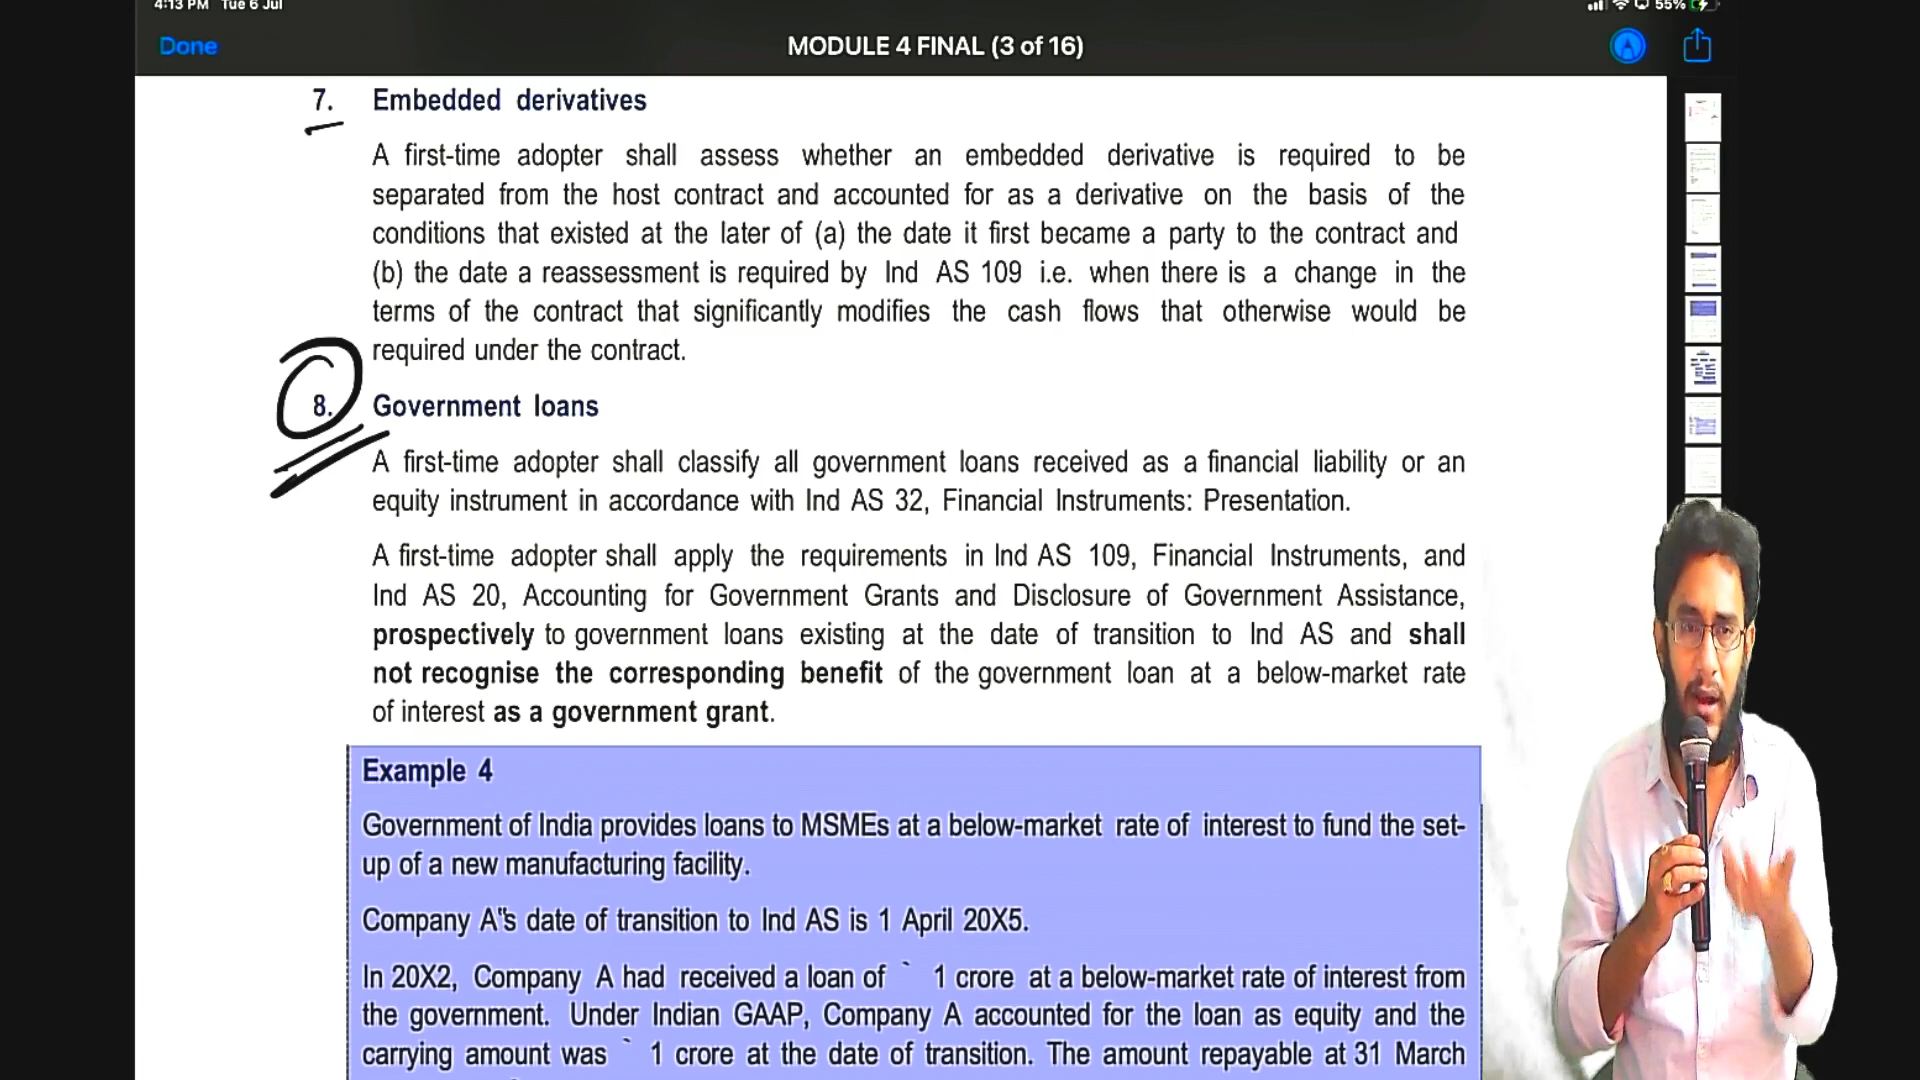 4:13 PM Tue 6 Jul
55%
Done
MODULE 4 FINAL (3 of 16)
7. Embedded derivatives
A first-time adopter shall assess whether an embedded derivative is required to be
separated from the host contract and accounted for as a derivative on the basis of the
conditions that existed at the later of (a) the date it first became a party to the contract and
(b) the date a reassessment is required by Ind AS 109 i.e. when there is a change in the
terms of the contract that significantly modifies the cash flows that otherwise would be
required under the contract.
8. Government loans
A first-time adopter shall classify all government loans received as a financial liability or an
equity instrument in accordance with Ind AS 32, Financial Instruments: Presentation.
A first-time adopter shall apply the requirements in Ind AS 109, Financial Instruments, and
Ind AS 20, Accounting for Government Grants and Disclosure of Government Assistance,
prospectively to government loans existing at the date of transition to Ind AS and shall
not recognise the corresponding benefit of the government loan at a below-market rate
of interest as a government grant.
Example 4
Government of India provides loans to MSMEs at a below-market rate of interest to fund the set-
up of a new manufacturing facility.
Company A's date of transition to Ind AS is 1 April 20X5.
In 20X2, Company A had received a loan of ` 1 crore at a below-market rate of interest from
the government. Under Indian GAAP, Company A accounted for the loan as equity and the
carrying amount was ` 1 crore at the date of transition. The amount repayable at 31 March